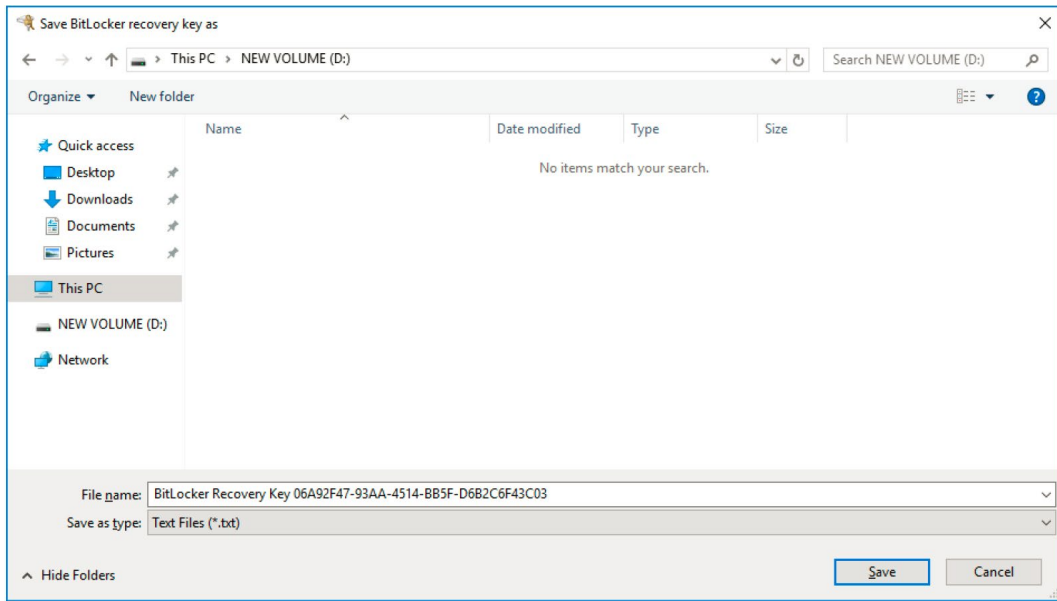 Save BitLocker recovery key as
This PC > NEW VOLUME (D:)
Search NEW VOLUME (D:)
Organize
New folder
Name
Date modified
Type
Size
No items match your search.
Quick access
Desktop
Downloads
Documents
Pictures
This PC
NEW VOLUME (D:)
Network
File name: BitLocker Recovery Key 06A92F47-93AA-4514-BB5F-D6B2C6F43C03
Save as type: Text Files (*.txt)
Hide Folders
Save
Cancel